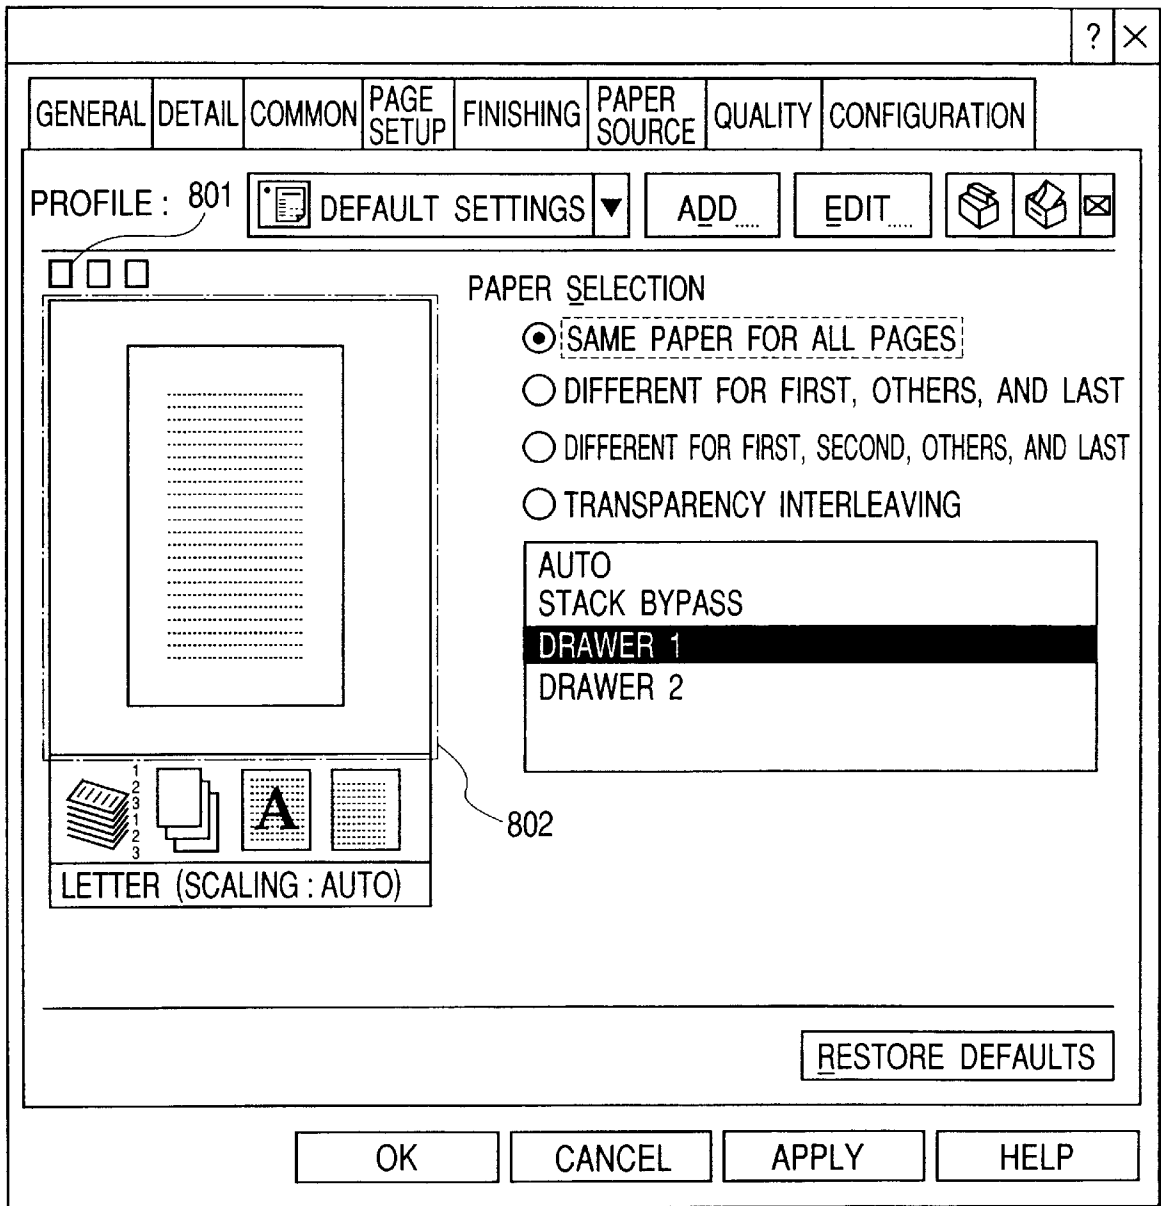 ? ×
GENERAL DETAIL COMMON PAGE SETUP FINISHING PAPER SOURCE QUALITY CONFIGURATION
PROFILE : 801 DEFAULT SETTINGS ▼ ADD..... EDIT.....
PAPER SELECTION
SAME PAPER FOR ALL PAGES
DIFFERENT FOR FIRST, OTHERS, AND LAST
DIFFERENT FOR FIRST, SECOND, OTHERS, AND LAST
TRANSPARENCY INTERLEAVING
AUTO
STACK BYPASS
DRAWER 1
DRAWER 2
1
2
3
1
2
3
A
802
LETTER (SCALING : AUTO)
RESTORE DEFAULTS
OK CANCEL APPLY HELP